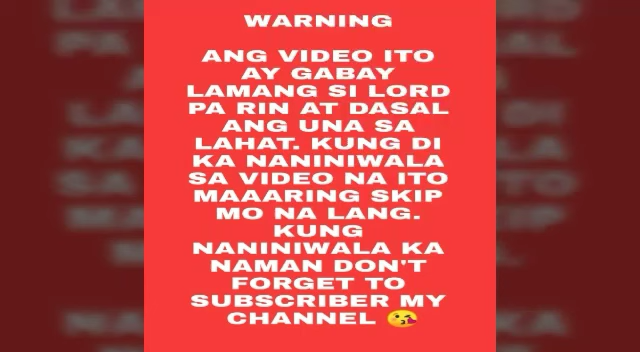 WARNING
ANG VIDEO ITO
AY GABAY
LAMANG SI LORD
PA RIN AT DASAL
ANG UNA SA
LAHAT. KUNG DI
KA NANINIWALA
SA VIDEO NA ITO
MAAARING SKIP
MO NA LANG.
KUNG
NANINIWALA KA
NAMAN DON'T
FORGET TO
SUBSCRIBER MY
CHANNEL 😘